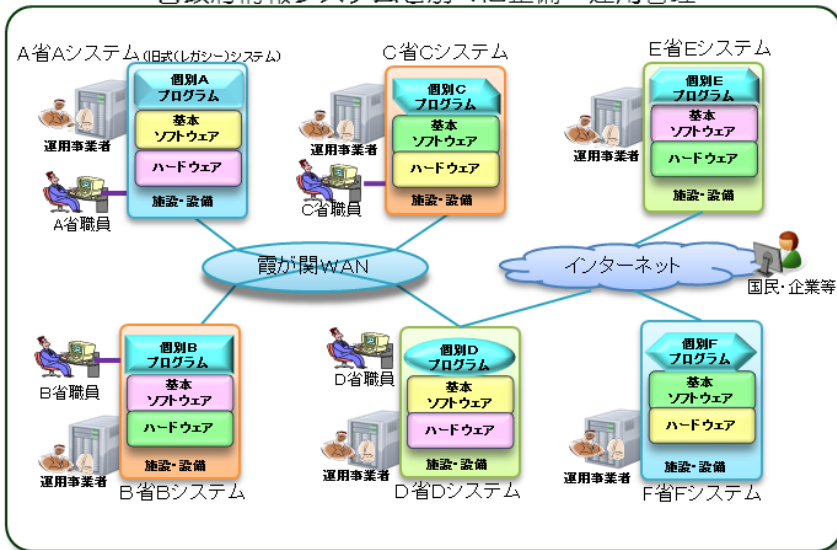 A省Aシステム(旧式(レガシー)システム)
個別A
プログラム
基本
ソフトウェア
ハードウェア
施設・設備
運用事業者
A省職員
C省Cシステム
個別C
プログラム
基本
ソフトウェア
ハードウェア
施設・設備
運用事業者
C省職員
E省Eシステム
個別E
プログラム
基本
ソフトウェア
ハードウェア
施設・設備
運用事業者
霞が関WAN
インターネット
国民・企業等
個別B
プログラム
基本
ソフトウェア
ハードウェア
施設・設備
B省職員
運用事業者
B省Bシステム
個別D
プログラム
基本
ソフトウェア
ハードウェア
施設・設備
D省職員
運用事業者
D省Dシステム
個別F
プログラム
基本
ソフトウェア
ハードウェア
施設・設備
運用事業者
F省Fシステム